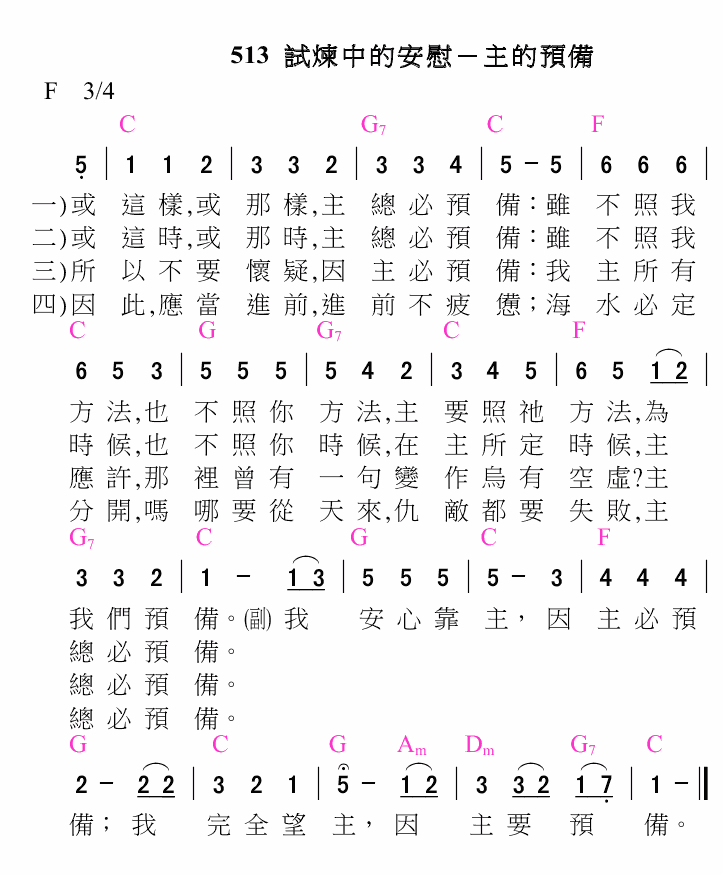 513 試煉中的安慰－主的預備
F 3/4
C G7 C F
5 | 1 1 2 | 3 3 2 | 3 3 4 | 5 － 5 | 6 6 6 |
一)或 這 樣,或 那 樣,主 總 必 預 備：雖 不 照 我
二)或 這 時,或 那 時,主 總 必 預 備：雖 不 照 我
三)所 以 不 要 懷 疑,因 主 必 預 備：我 主 所 有
四)因 此,應 當 進 前,進 前 不 疲 憊；海 水 必 定
C G G7 C F
6 5 3 | 5 5 5 | 5 4 2 | 3 4 5 | 6 5 1 2 |
方 法,也 不 照 你 方 法,主 要 照 祂 方 法,為
時 候,也 不 照 你 時 候,在 主 所 定 時 候,主
應 許,那 裡 曾 有 一 句 變 作 烏 有 空 虛?主
分 開,嗎 哪 要 從 天 來,仇 敵 都 要 失 敗,主
G7 C G C F
3 3 2 | 1 － 1 3 | 5 5 5 | 5 － 3 | 4 4 4 |
我 們 預 備。(副) 我 安 心 靠 主， 因 主 必 預
總 必 預 備。
總 必 預 備。
總 必 預 備。
G C G Am Dm G7 C
2 － 2 2 | 3 2 1 | 5 － 1 2 | 3 3 2 1 7 | 1 － ‖
備； 我 完 全 望 主， 因 主 要 預 備。